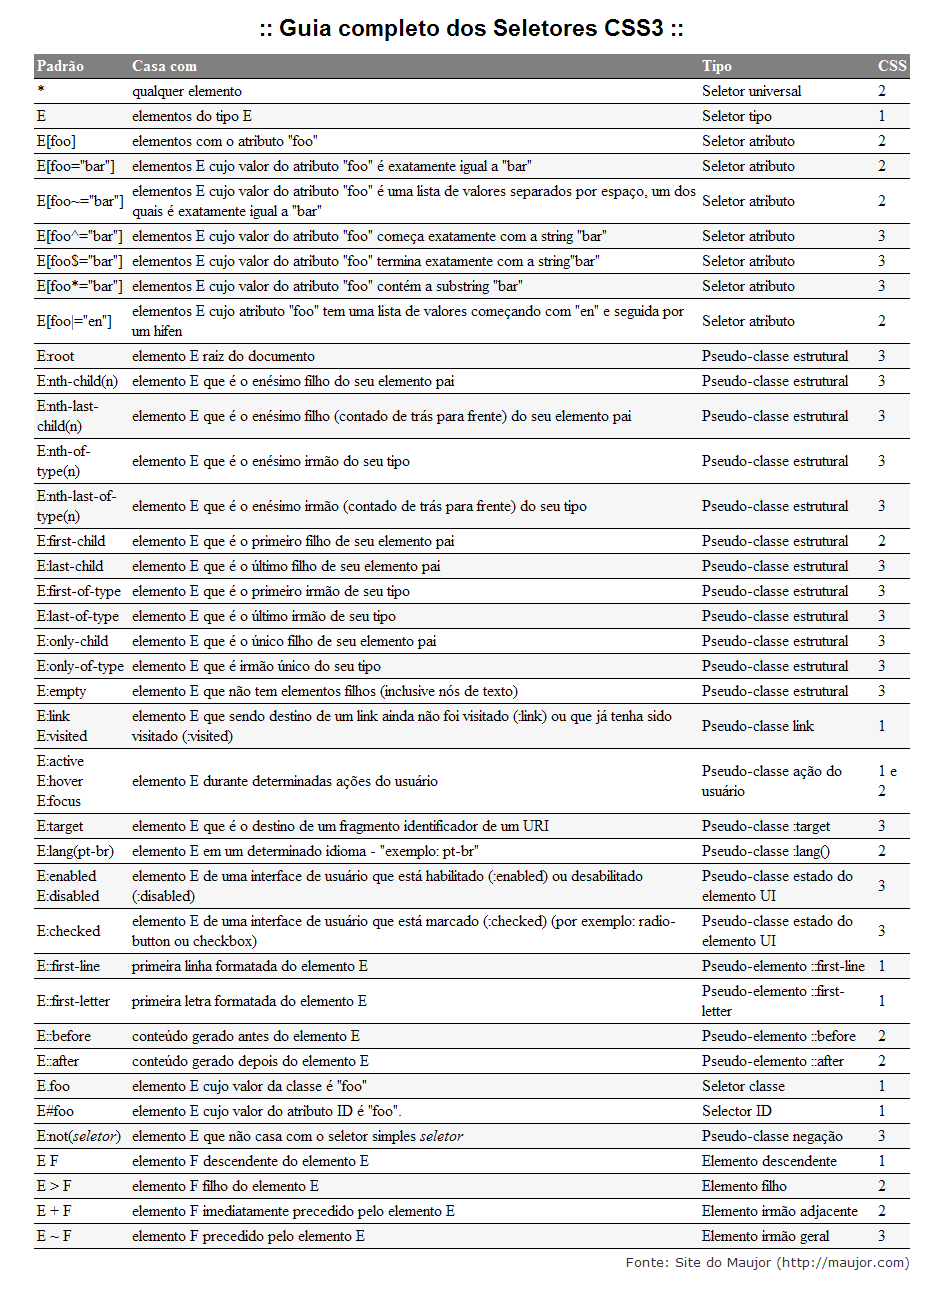 :: Guia completo dos Seletores CSS3 ::
Padrão Casa com Tipo CSS
* qualquer elemento Seletor universal 2
E elementos do tipo E Seletor tipo 1
E[foo] elementos com o atributo "foo" Seletor atributo 2
E[foo="bar"] elementos E cujo valor do atributo "foo" é exatamente igual a "bar" Seletor atributo 2
E[foo~="bar"] elementos E cujo valor do atributo "foo" é uma lista de valores separados por espaço, um dos
quais é exatamente igual a "bar" Seletor atributo 2
E[foo^="bar"] elementos E cujo valor do atributo "foo" começa exatamente com a string "bar" Seletor atributo 3
E[foo$="bar"] elementos E cujo valor do atributo "foo" termina exatamente com a string"bar" Seletor atributo 3
E[foo*="bar"] elementos E cujo valor do atributo "foo" contém a substring "bar" Seletor atributo 3
E[foo|="en"] elementos E cujo atributo "foo" tem uma lista de valores começando com "en" e seguida por
um hífen Seletor atributo 2
E:root elemento E raiz do documento Pseudo-classe estrutural 3
E:nth-child(n) elemento E que é o enésimo filho do seu elemento pai Pseudo-classe estrutural 3
E:nth-last-
child(n) elemento E que é o enésimo filho (contado de trás para frente) do seu elemento pai Pseudo-classe estrutural 3
E:nth-of-
type(n) elemento E que é o enésimo irmão do seu tipo Pseudo-classe estrutural 3
E:nth-last-of-
type(n) elemento E que é o enésimo irmão (contado de trás para frente) do seu tipo Pseudo-classe estrutural 3
E:first-child elemento E que é o primeiro filho de seu elemento pai Pseudo-classe estrutural 2
E:last-child elemento E que é o último filho de seu elemento pai Pseudo-classe estrutural 3
E:first-of-type elemento E que é o primeiro irmão de seu tipo Pseudo-classe estrutural 3
E:last-of-type elemento E que é o último irmão de seu tipo Pseudo-classe estrutural 3
E:only-child elemento E que é o único filho de seu elemento pai Pseudo-classe estrutural 3
E:only-of-type elemento E que é irmão único do seu tipo Pseudo-classe estrutural 3
E:empty elemento E que não tem elementos filhos (inclusive nós de texto) Pseudo-classe estrutural 3
E:link
E:visited elemento E que sendo destino de um link ainda não foi visitado (:link) ou que já tenha sido
visitado (:visited) Pseudo-classe link 1
E:active
E:hover
E:focus elemento E durante determinadas ações do usuário Pseudo-classe ação do
usuário 1 e
2
E:target elemento E que é o destino de um fragmento identificador de um URI Pseudo-classe :target 3
E:lang(pt-br) elemento E em um determinado idioma - "exemplo: pt-br" Pseudo-classe :lang() 2
E:enabled
E:disabled elemento E de uma interface de usuário que está habilitado (:enabled) ou desabilitado
(:disabled) Pseudo-classe estado do
elemento UI 3
E:checked elemento E de uma interface de usuário que está marcado (:checked) (por exemplo: radio-
button ou checkbox) Pseudo-classe estado do
elemento UI 3
E::first-line primeira linha formatada do elemento E Pseudo-elemento ::first-line 1
E::first-letter primeira letra formatada do elemento E Pseudo-elemento ::first-
letter 1
E::before conteúdo gerado antes do elemento E Pseudo-elemento ::before 2
E::after conteúdo gerado depois do elemento E Pseudo-elemento ::after 2
E.foo elemento E cujo valor da classe é "foo" Seletor classe 1
E#foo elemento E cujo valor do atributo ID é "foo". Selector ID 1
E:not(seletor) elemento E que não casa com o seletor simples seletor Pseudo-classe negação 3
E F elemento F descendente do elemento E Elemento descendente 1
E > F elemento F filho do elemento E Elemento filho 2
E + F elemento F imediatamente precedido pelo elemento E Elemento irmão adjacente 2
E ~ F elemento F precedido pelo elemento E Elemento irmão geral 3
Fonte: Site do Maujor (http://maujor.com)